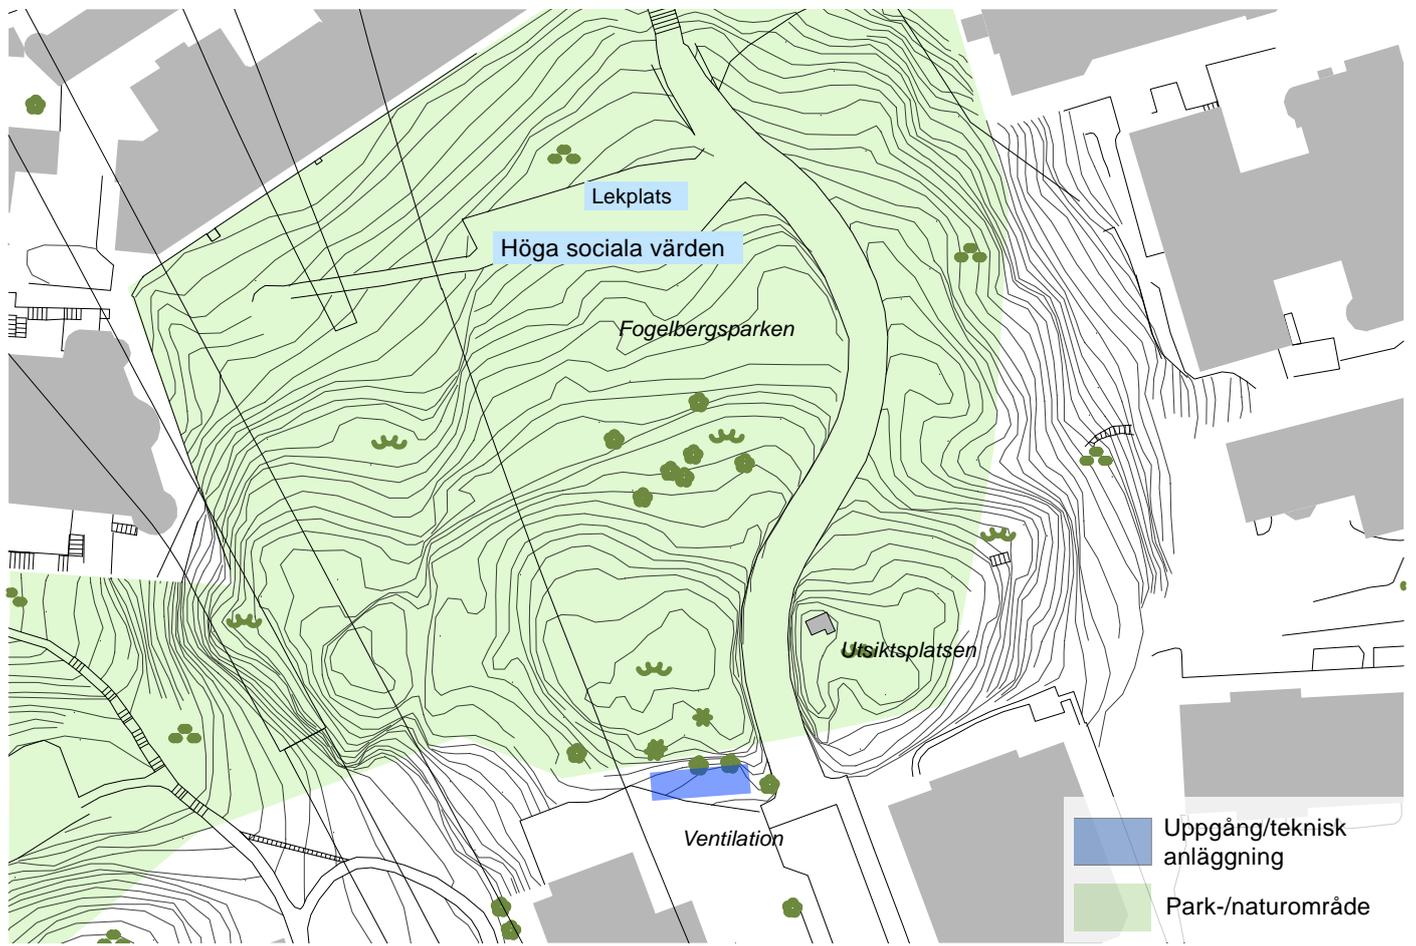 Lekplats
Höga sociala värden
Fogelbergsparken
Utsiktsplatsen
Ventilation
Uppgång/teknisk
anläggning
Park-/naturområde